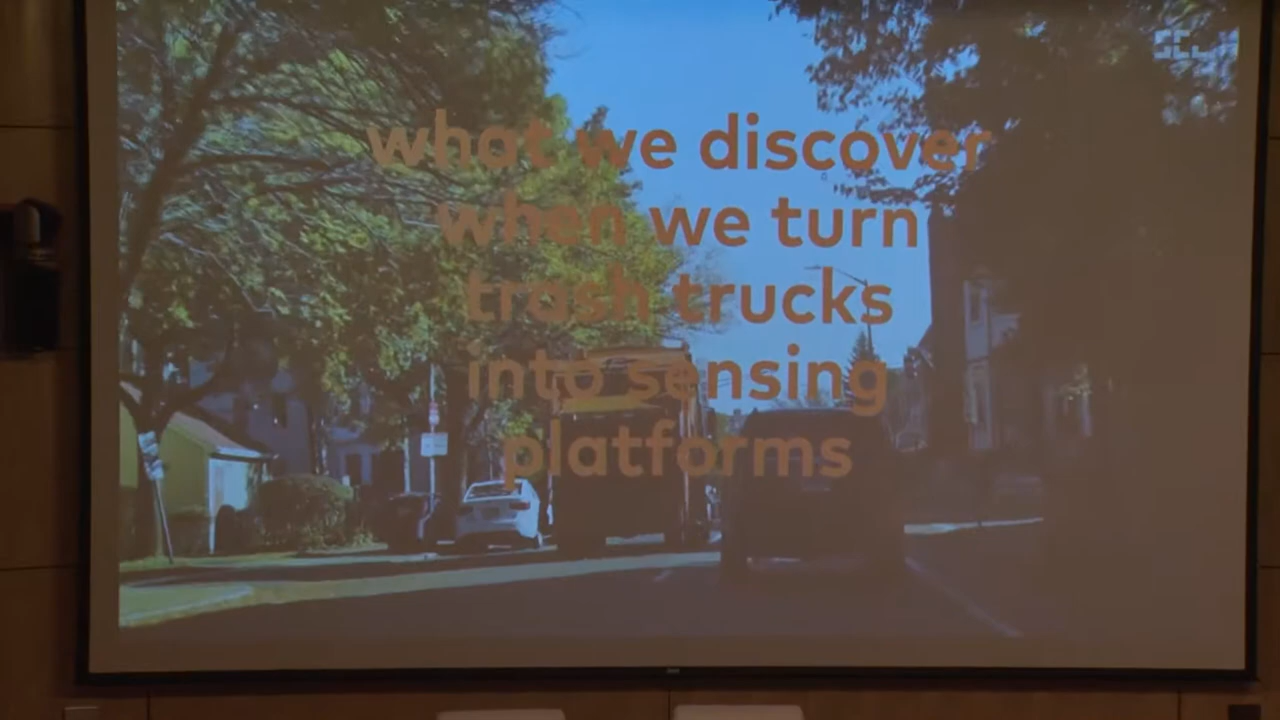 what we discover
when we turn
trash trucks
into sensing
platforms